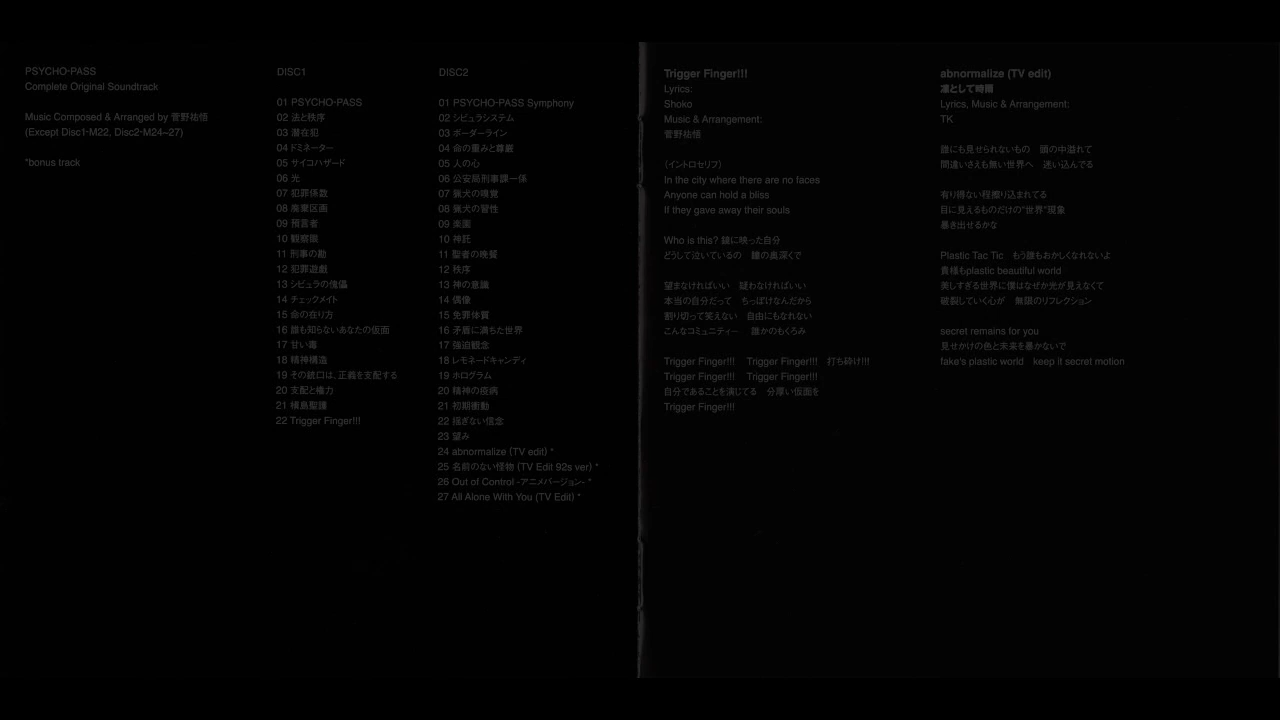 PSYCHO-PASS
Complete Original Soundtrack
Music Composed & Arranged by 菅野祐悟
(Except Disc1-M22, Disc2-M24~27)
*bonus track
DISC1
01 PSYCHO-PASS
02 法と秩序
03 潜在犯
04 ドミネーター
05 サイコハザード
06 光
07 犯罪係数
08 廃棄区画
09 預言者
10 観察眼
11 刑事の勘
12 犯罪遊戯
13 シビュラの傀儡
14 チェックメイト
15 命の在り方
16 誰も知らないあなたの仮面
17 甘い毒
18 精神構造
19 その銃口は、正義を支配する
20 支配と権力
21 槙島聖護
22 Trigger Finger!!!
DISC2
01 PSYCHO-PASS Symphony
02 シビュラシステム
03 ボーダーライン
04 命の重みと尊厳
05 人の心
06 公安局刑事課一係
07 猟犬の嗅覚
08 猟犬の習性
09 楽園
10 神託
11 聖者の晩餐
12 秩序
13 神の意識
14 偶像
15 免罪体質
16 矛盾に満ちた世界
17 強迫観念
18 レモネードキャンディ
19 ホログラム
20 精神の疫病
21 初期衝動
22 揺ぎない信念
23 望み
24 abnormalize (TV edit) *
25 名前のない怪物 (TV Edit 92s ver) *
26 Out of Control -アニメバージョン- *
27 All Alone With You (TV Edit) *
Trigger Finger!!!
Lyrics:
Shoko
Music & Arrangement:
菅野祐悟
（イントロセリフ）
In the city where there are no faces
Anyone can hold a bliss
If they gave away their souls
Who is this? 鏡に映った自分
どうして泣いているの　瞳の奥深くで
望まなければいい　疑わなければいい
本当の自分だって　ちっぽけなんだから
割り切って笑えない　自由にもなれない
こんなコミュニティー　誰かのもくろみ
Trigger Finger!!!　Trigger Finger!!!　打ち砕け!!!
Trigger Finger!!!　Trigger Finger!!!
自分であることを演じてる　分厚い仮面を
Trigger Finger!!!
abnormalize (TV edit)
凛として時雨
Lyrics, Music & Arrangement:
TK
誰にも見せられないもの　頭の中溢れて
間違いさえも無い世界へ　迷い込んでる
有り得ない程擦り込まれてる
目に見えるものだけの"世界"現象
暴き出せるかな
Plastic Tac Tic　もう誰もおかしくなれないよ
貴様もplastic beautiful world
美しすぎる世界に僕はなぜか光が見えなくて
破裂していく心が　無限のリフレクション
secret remains for you
見せかけの色と未来を暴かないで
fake's plastic world　keep it secret motion